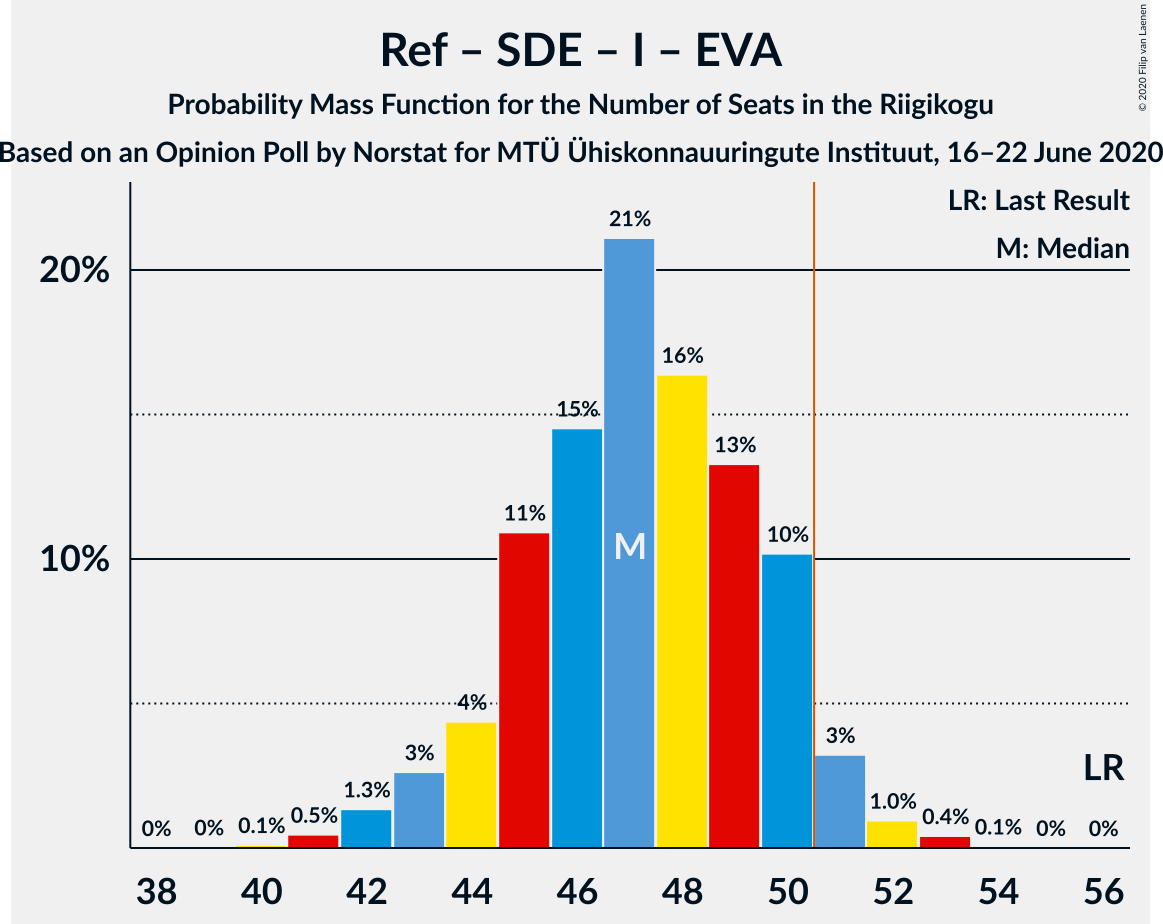 Ref – SDE – I – EVA
Probability Mass Function for the Number of Seats in the Riigikogu
Based on an Opinion Poll by Norstat for MTÜ Ühiskonnauuringute Instituut, 16–22 June 2020
© 2020 Filip van Laenen
LR: Last Result
M: Median
20%
10%
0%
0%
0.1%
0.5%
1.3%
3%
4%
11%
15%
21%
16%
13%
10%
3%
1.0%
0.4%
0.1%
0%
0%
M
LR
38 40 42 44 46 48 50 52 54 56